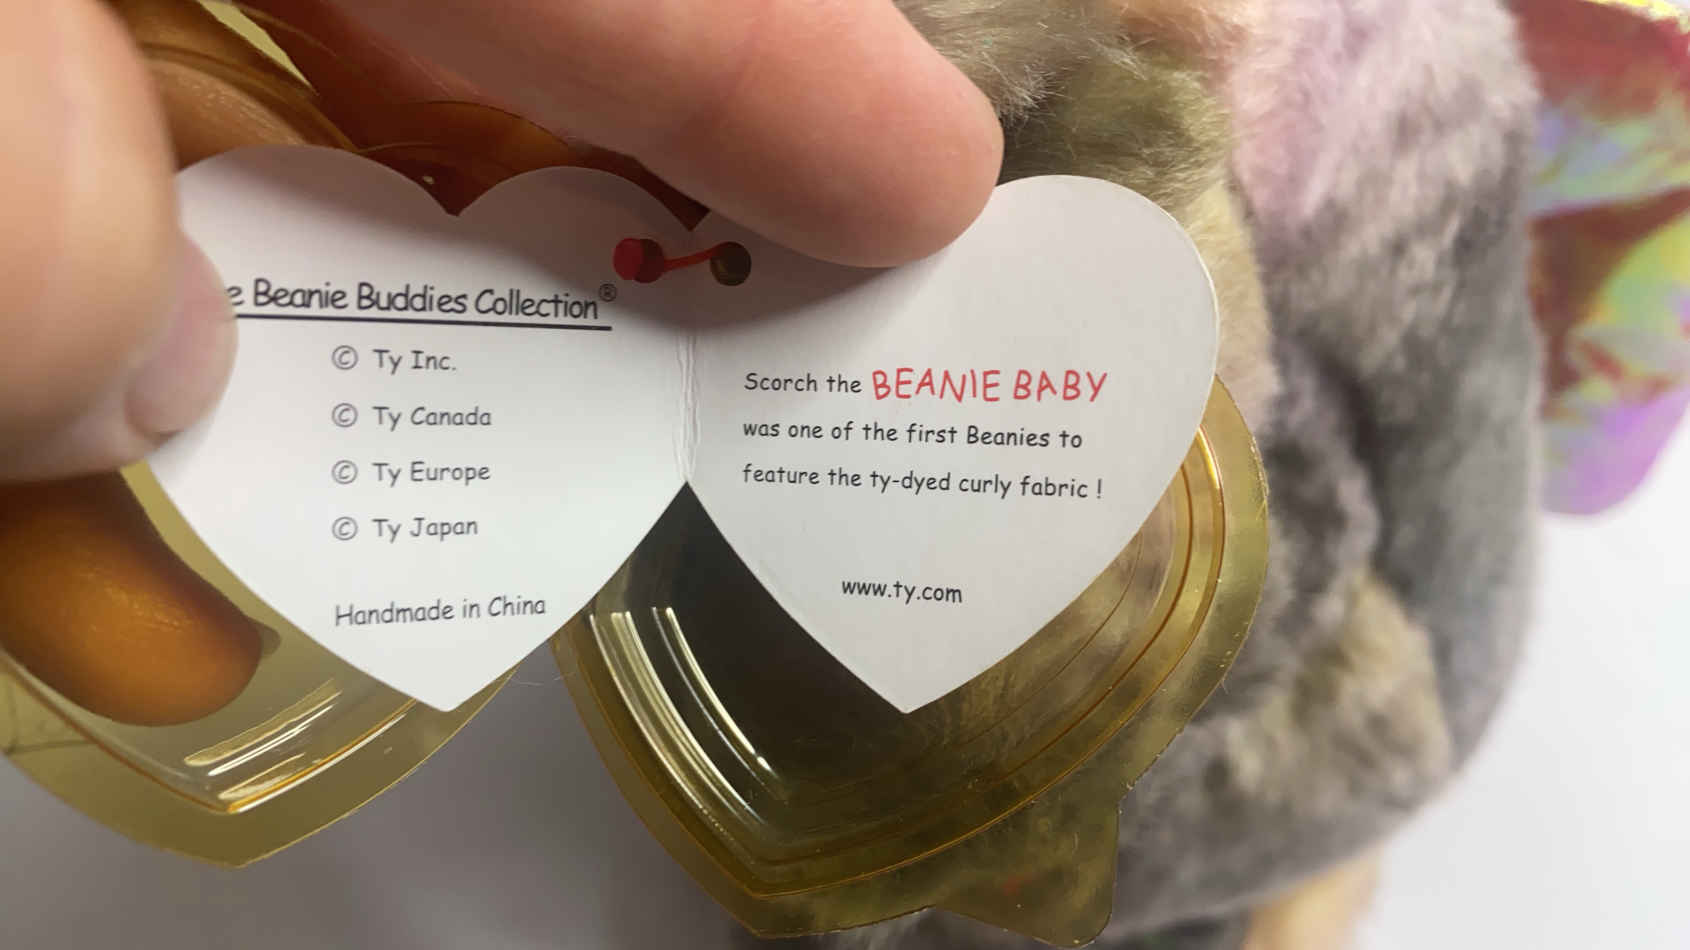 e Beanie Buddies Collection®
© Ty Inc.
© Ty Canada
© Ty Europe
© Ty Japan
Handmade in China
Scorch the BEANIE BABY
was one of the first Beanies to
feature the ty-dyed curly fabric !
www.ty.com